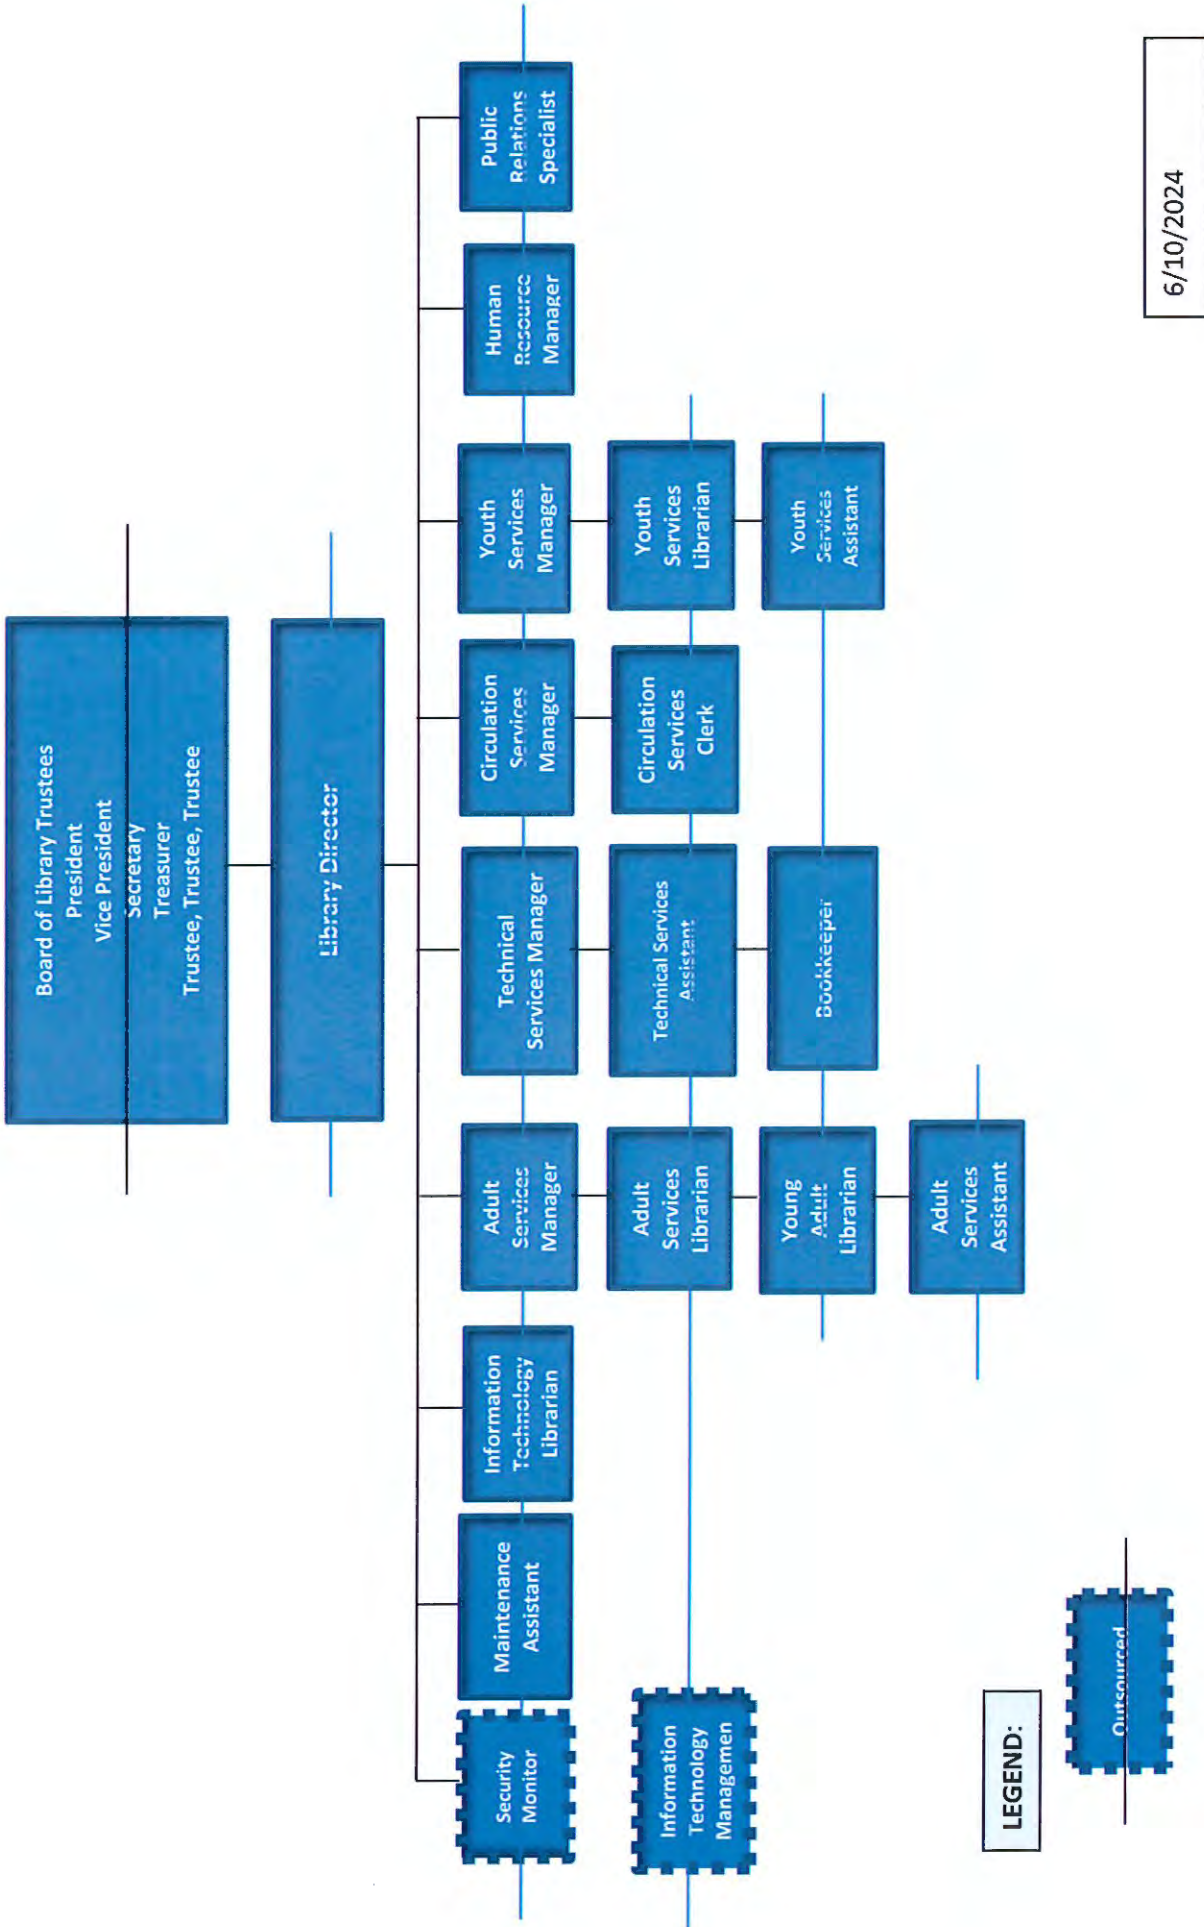 Board of Library Trustees
President
Vice President
Secretary
Treasurer
Trustee, Trustee, Trustee
Library Director
Security
Monitor
Maintenance
Assistant
Information
Technology
Librarian
Adult
Services
Manager
Technical
Services Manager
Circulation
Services
Manager
Youth
Services
Manager
Human
Resource
Manager
Public
Relations
Specialist
Information
Technology
Managemen
Adult
Services
Librarian
Technical Services
Assistant
Circulation
Services
Clerk
Youth
Services
Librarian
Young
Adult
Librarian
Bookkeeper
Youth
Services
Assistant
Adult
Services
Assistant
LEGEND:
Outsourced
6/10/2024